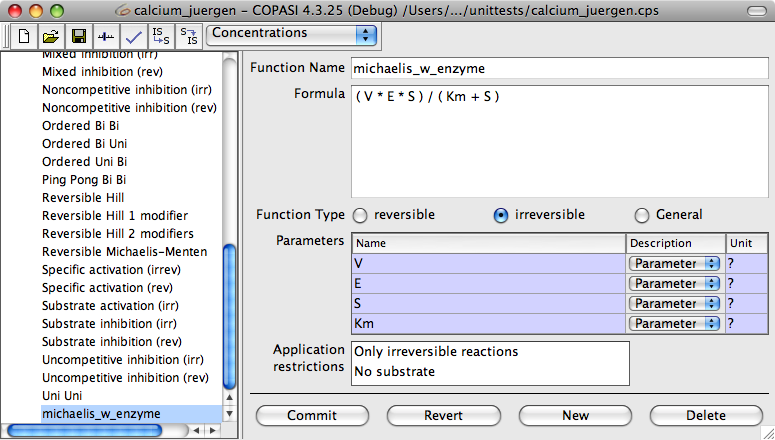 calcium_juergen – COPASI 4.3.25 (Debug) /Users/.../unittests/calcium_juergen.cps
IS
↳S
S
↳IS
Concentrations
Mixed inhibition (irr)
Mixed inhibition (rev)
Noncompetitive inhibition (irr)
Noncompetitive inhibition (rev)
Ordered Bi Bi
Ordered Bi Uni
Ordered Uni Bi
Ping Pong Bi Bi
Reversible Hill
Reversible Hill 1 modifier
Reversible Hill 2 modifiers
Reversible Michaelis-Menten
Specific activation (irrev)
Specific activation (rev)
Substrate activation (irr)
Substrate inhibition (irr)
Substrate inhibition (rev)
Uncompetitive inhibition (irr)
Uncompetitive inhibition (rev)
Uni Uni
michaelis_w_enzyme
Function Name michaelis_w_enzyme
Formula ( V * E * S ) / ( Km + S )
Function Type reversible irreversible General
Parameters Name Description Unit
V Parameter ?
E Parameter ?
S Parameter ?
Km Parameter ?
Application Only irreversible reactions
restrictions No substrate
Commit Revert New Delete